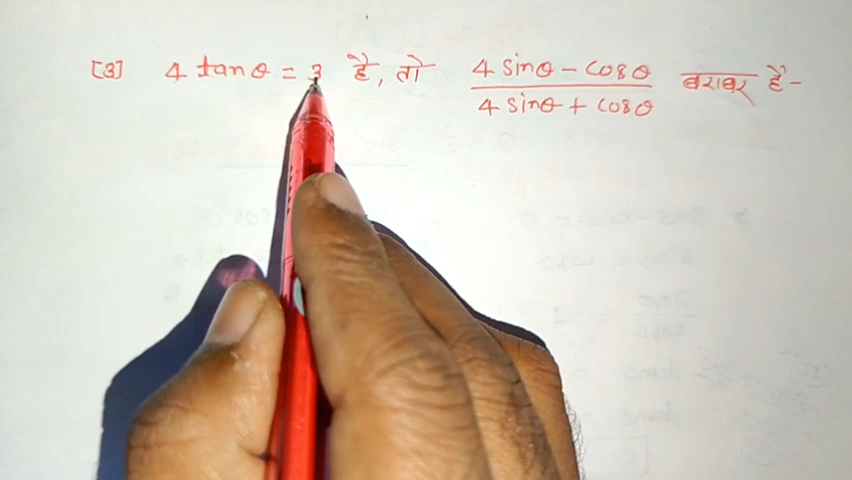 [3] 4 tanθ = 3 है, तो (4 sinθ - cosθ)/(4 sinθ + cosθ) बराबर है -